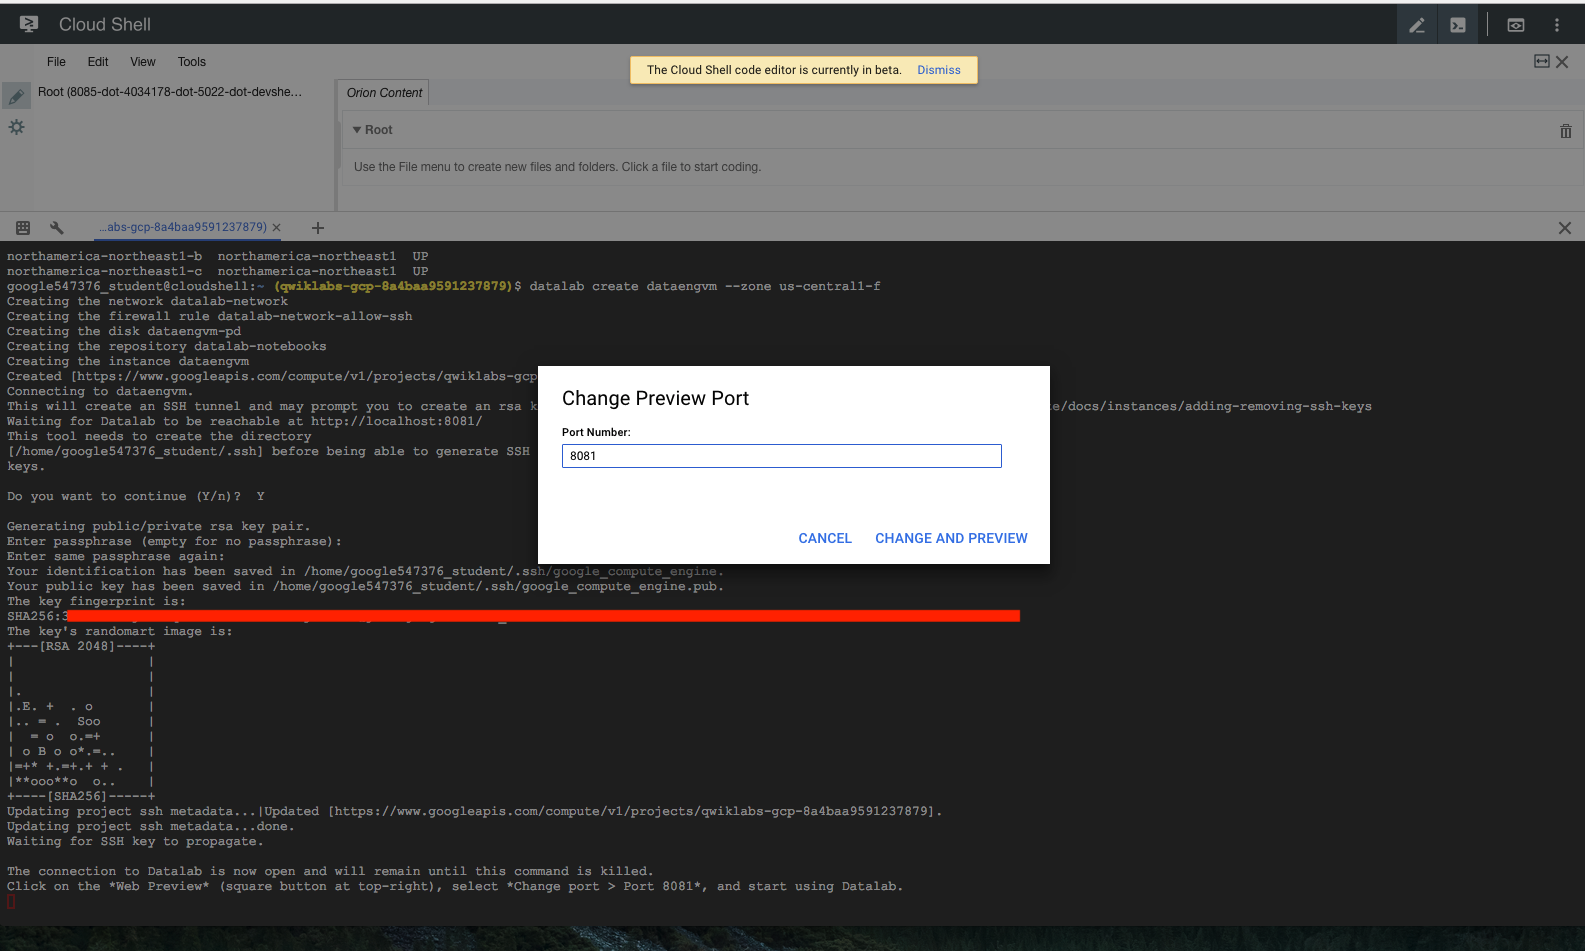 Cloud Shell
File Edit View Tools
The Cloud Shell code editor is currently in beta. Dismiss
Root (8085-dot-4034178-dot-5022-dot-devshe...
Orion Content
Root
Use the File menu to create new files and folders. Click a file to start coding.
...abs-gcp-8a4baa9591237879)
northamerica-northeast1-b northamerica-northeast1 UP
northamerica-northeast1-c northamerica-northeast1 UP
google547376_student@cloudshell:~ (qwiklabs-gcp-8a4baa9591237879)$ datalab create dataengvm --zone us-central1-f
Creating the network datalab-network
Creating the firewall rule datalab-network-allow-ssh
Creating the disk dataengvm-pd
Creating the repository datalab-notebooks
Creating the instance dataengvm
Created [https://www.googleapis.com/compute/v1/projects/qwiklabs-gcp
Connecting to dataengvm.
This will create an SSH tunnel and may prompt you to create an rsa k e/docs/instances/adding-removing-ssh-keys
Waiting for Datalab to be reachable at http://localhost:8081/
This tool needs to create the directory
[/home/google547376_student/.ssh] before being able to generate SSH
keys.
Do you want to continue (Y/n)? Y
Generating public/private rsa key pair.
Enter passphrase (empty for no passphrase):
Enter same passphrase again:
Your identification has been saved in /home/google547376_student/.ssh/google_compute_engine.
Your public key has been saved in /home/google547376_student/.ssh/google_compute_engine.pub.
The key fingerprint is:
SHA256:3
The key's randomart image is:
+---[RSA 2048]----+
|                 |
|                 |
|.                |
|.E. +  . o       |
|.. = .  Soo      |
|  = o  o.=+      |
| o B o o*.=..    |
|=+* +.=+.+ + .   |
|**ooo**o  o..    |
+----[SHA256]-----+
Updating project ssh metadata...|Updated [https://www.googleapis.com/compute/v1/projects/qwiklabs-gcp-8a4baa9591237879].
Updating project ssh metadata...done.
Waiting for SSH key to propagate.
The connection to Datalab is now open and will remain until this command is killed.
Click on the *Web Preview* (square button at top-right), select *Change port > Port 8081*, and start using Datalab.
Change Preview Port
Port Number:
8081
CANCEL CHANGE AND PREVIEW